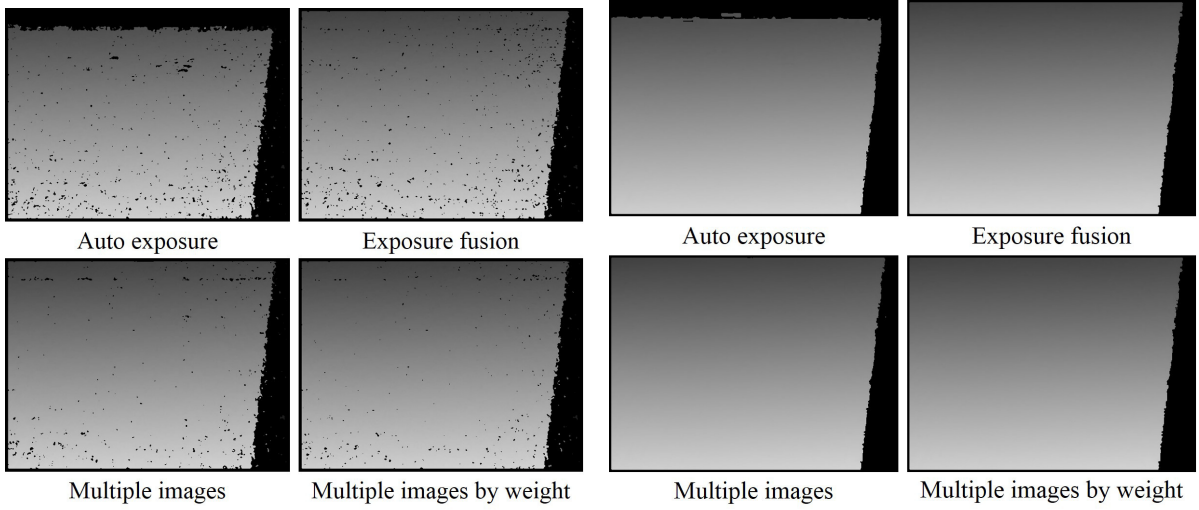 Auto exposure
Exposure fusion
Auto exposure
Exposure fusion
Multiple images
Multiple images by weight
Multiple images
Multiple images by weight